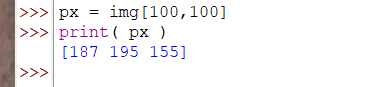 >>> px = img[100,100]
>>> print( px )
[187 195 155]
>>>